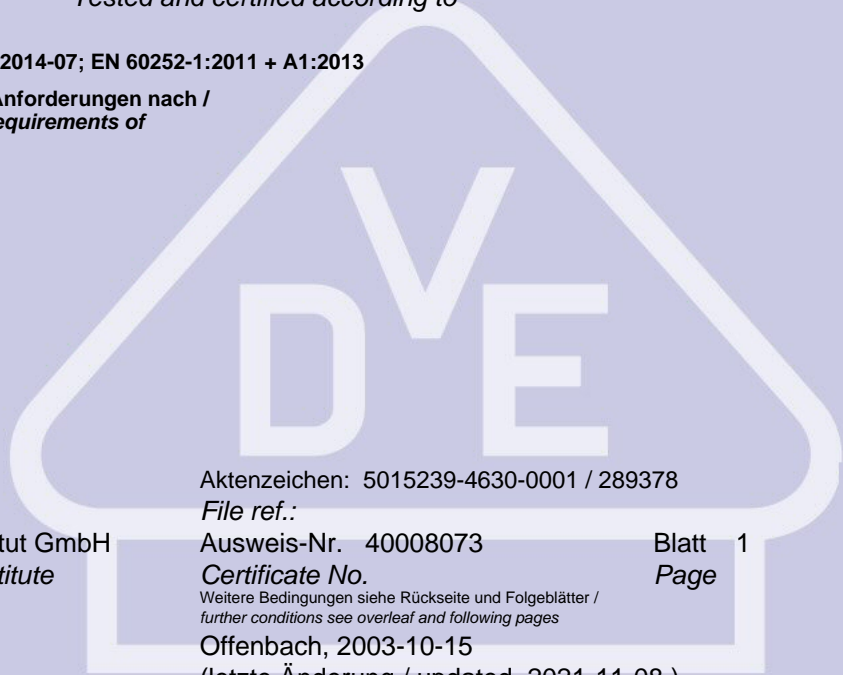 Tested and certified according to
2014-07; EN 60252-1:2011 + A1:2013
Anforderungen nach /
equirements of
D V E
Aktenzeichen: 5015239-4630-0001 / 289378
File ref.:
tut GmbH Ausweis-Nr. 40008073 Blatt 1
titute Certificate No. Page
Weitere Bedingungen siehe Rückseite und Folgeblätter /
further conditions see overleaf and following pages
Offenbach, 2003-10-15
(letzte Änderung / updated 2021-11-08 )